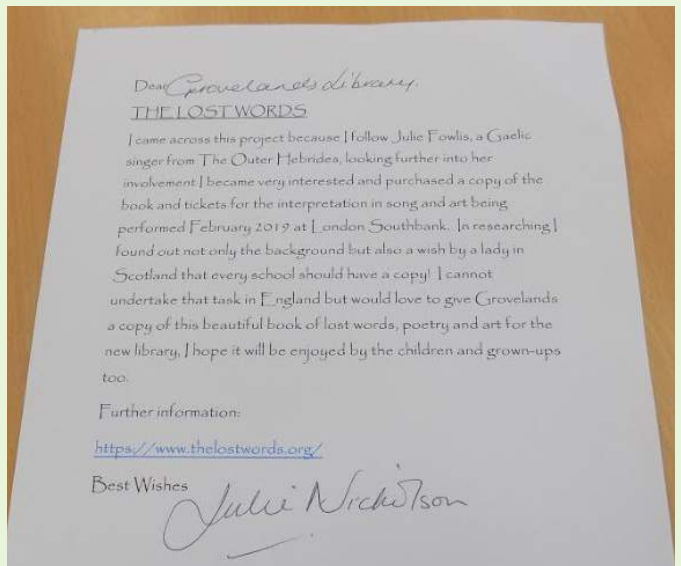 Dear Grovelands Library.
THE LOST WORDS
I came across this project because I follow Julie Fowlis, a Gaelic
singer from The Outer Hebrides, looking further into her
involvement I became very interested and purchased a copy of the
book and tickets for the interpretation in song and art being
performed February 2019 at London Southbank. In researching I
found out not only the background but also a wish by a lady in
Scotland that every school should have a copy! I cannot
undertake that task in England but would love to give Grovelands
a copy of this beautiful book of lost words, poetry and art for the
new library, I hope it will be enjoyed by the children and grown-ups
too.
Further information:
https://www.thelostwords.org/
Best Wishes
Julie Nicholson